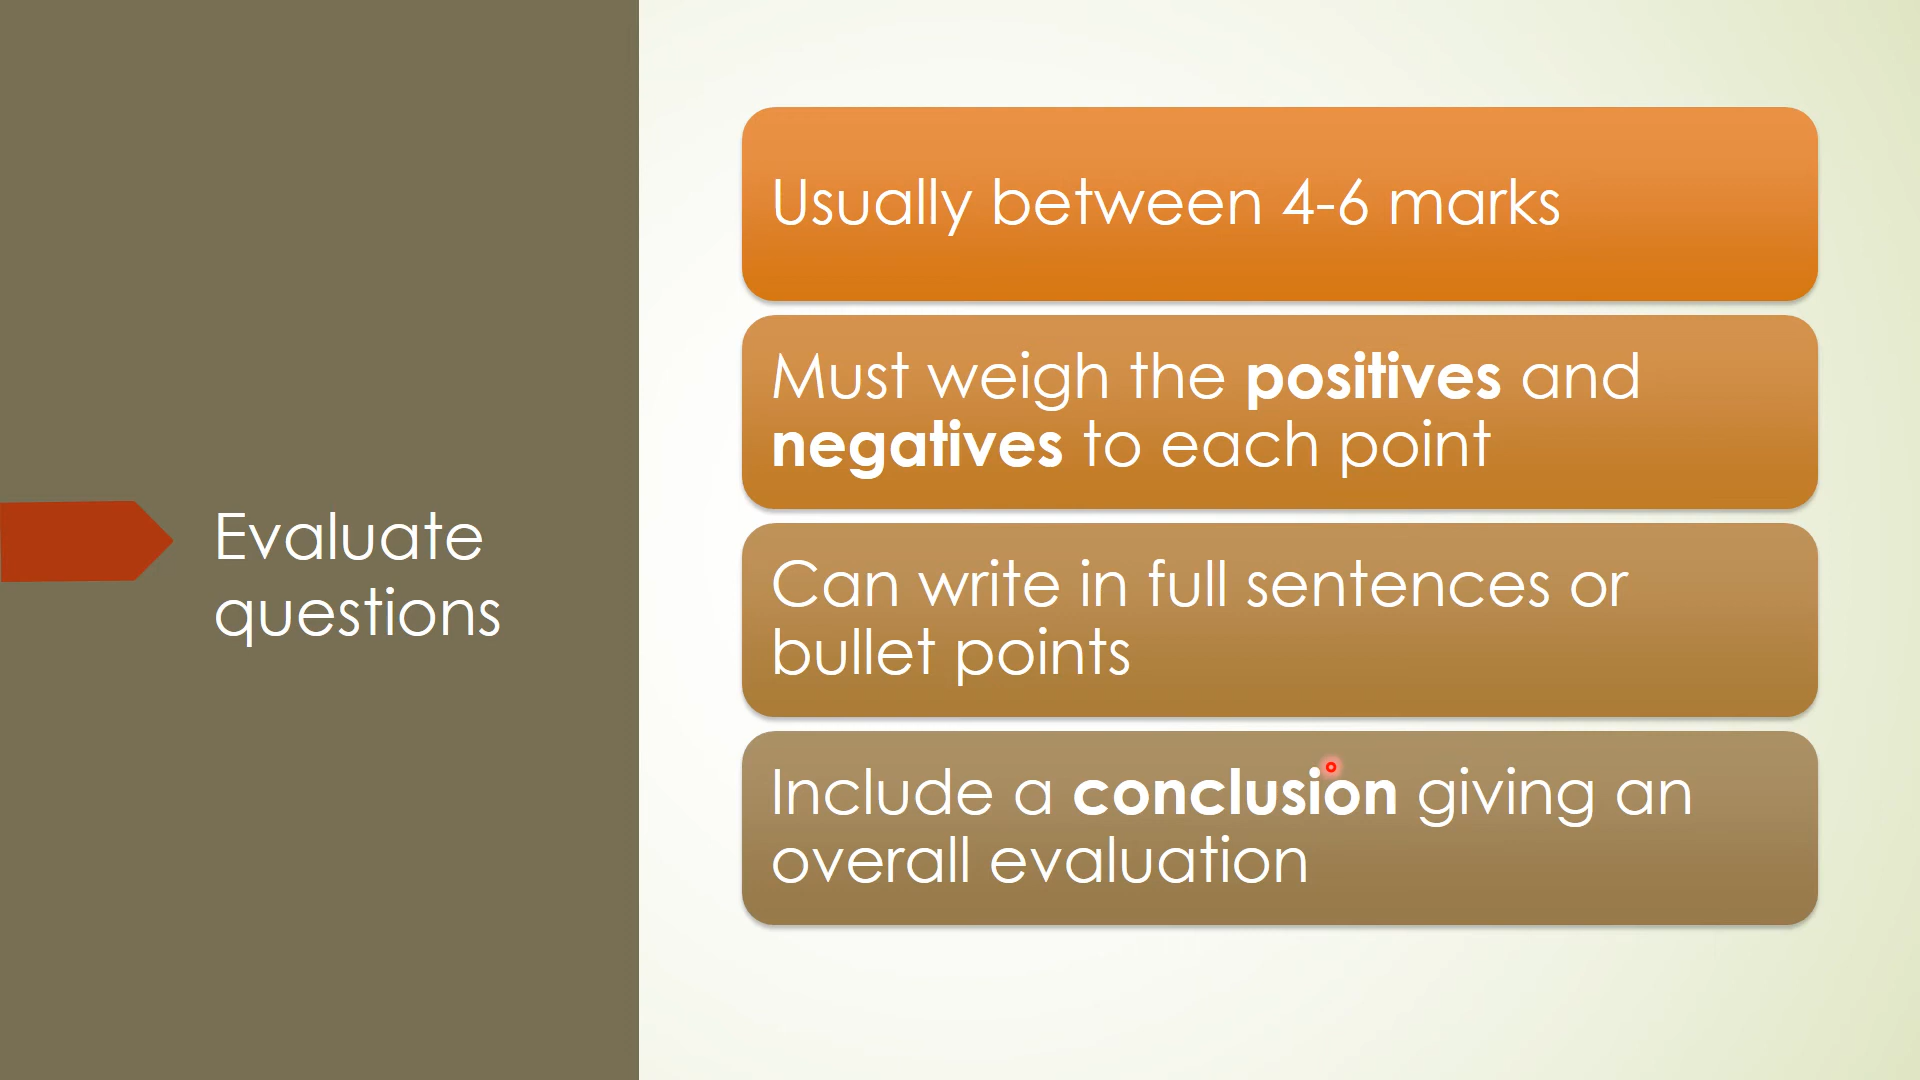 Evaluate
questions
Usually between 4-6 marks
Must weigh the positives and
negatives to each point
Can write in full sentences or
bullet points
Include a conclusion giving an
overall evaluation